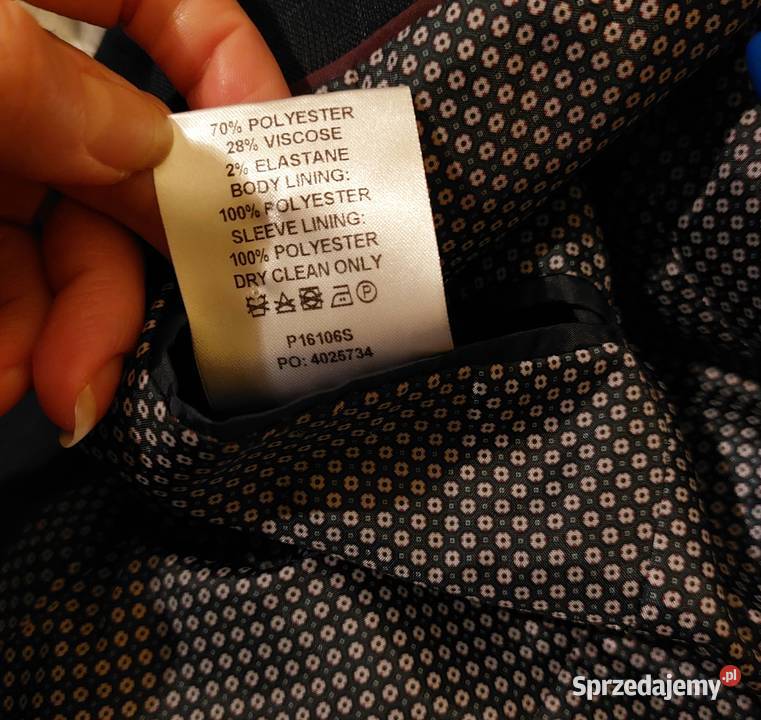 70% POLYESTER
28% VISCOSE
2% ELASTANE
BODY LINING:
100% POLYESTER
SLEEVE LINING:
100% POLYESTER
DRY CLEAN ONLY
P
P16106S
PO: 4025734
Sprzedajemy.pl